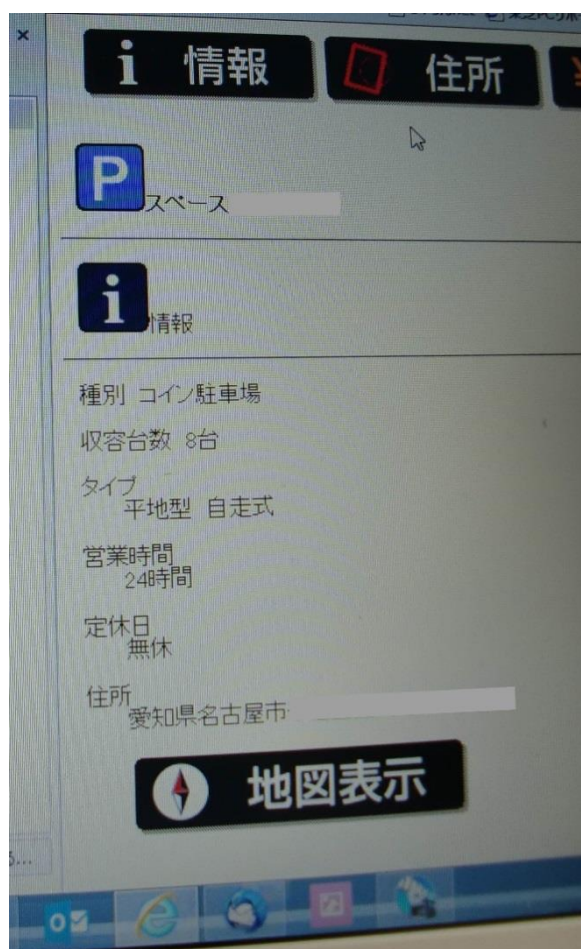 ×
i 情報
住所
P スペース
i 情報
種別 コイン駐車場
収容台数 8台
タイプ
平地型 自走式
営業時間
24時間
定休日
無休
住所
愛知県名古屋市
地図表示